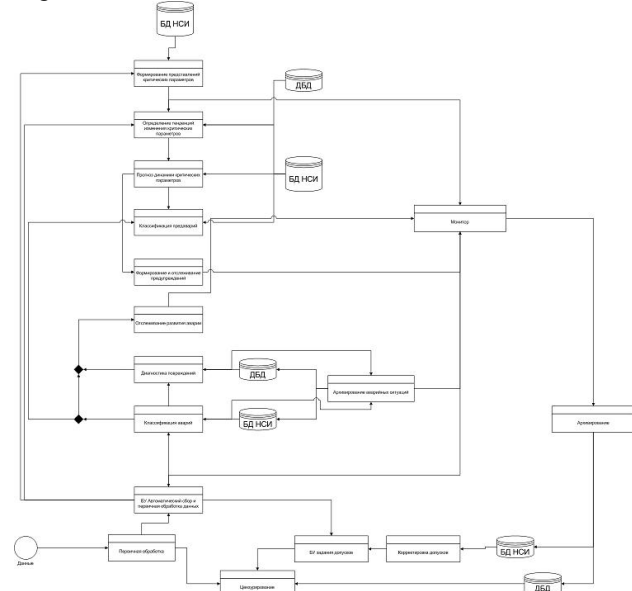 БД НСИ
Формирование представлений
критических параметров
ДБД
Определение тенденций
изменения критических
параметров
Прогноз динамики критических
параметров
БД НСИ
Классификация предаварий
Монитор
Формирование и отслеживание
предупреждений
Отслеживание развития аварии
Диагностика повреждений
ДБД
Архивирование аварийных ситуаций
Классификация аварий
БД НСИ
Архивирование
БУ Автоматический сбор и
первичная обработка данных
Данные
Первичная обработка
БУ задания допусков
Корректировка допусков
БД НСИ
Цензурирование
ДБД